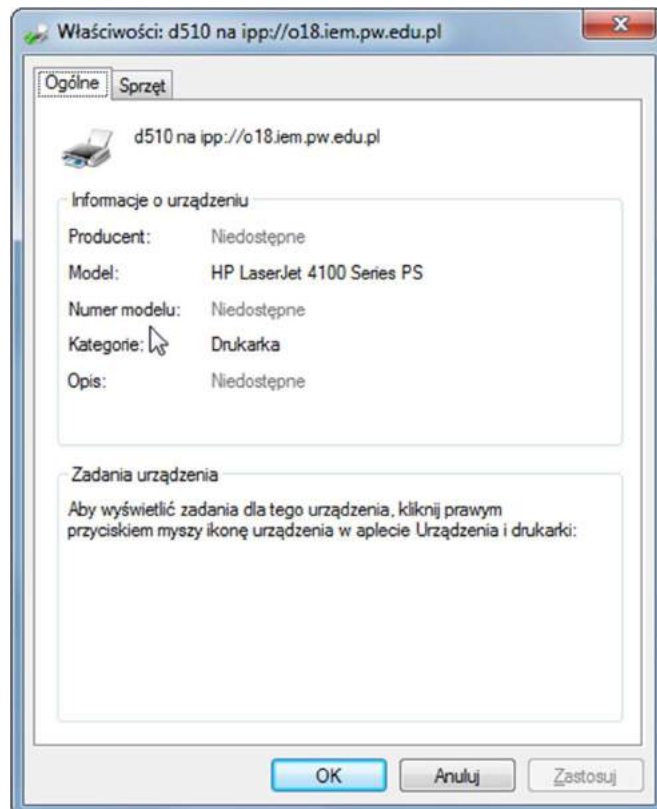 Właściwości: d510 na ipp://o18.iem.pw.edu.pl
Ogólne Sprzęt
d510 na ipp://o18.iem.pw.edu.pl
Informacje o urządzeniu
Producent: Niedostępne
Model: HP LaserJet 4100 Series PS
Numer modelu: Niedostępne
Kategorie: Drukarka
Opis: Niedostępne
Zadania urządzenia
Aby wyświetlić zadania dla tego urządzenia, kliknij prawym
przyciskiem myszy ikonę urządzenia w aplecie Urządzenia i drukarki:
OK Anuluj Zastosuj